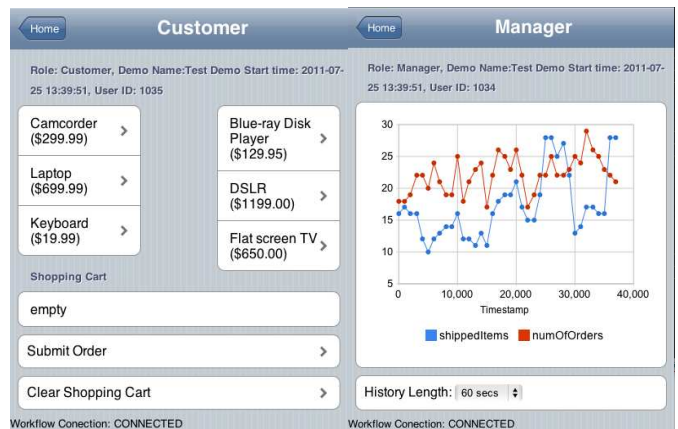 Home
Customer
Role: Customer, Demo Name:Test Demo Start time: 2011-07-
25 13:39:51, User ID: 1035
Camcorder
($299.99)
Laptop
($699.99)
Keyboard
($19.99)
Blue-ray Disk
Player
($129.95)
DSLR
($1199.00)
Flat screen TV
($650.00)
Shopping Cart
empty
Submit Order
Clear Shopping Cart
Workflow Conection: CONNECTED
Home
Manager
Role: Manager, Demo Name:Test Demo Start time: 2011-07-
25 13:39:51, User ID: 1034
30
25
20
15
10
5
0 10,000 20,000 30,000 40,000
Timestamp
shippedItems numOfOrders
History Length: 60 secs
Workflow Conection: CONNECTED